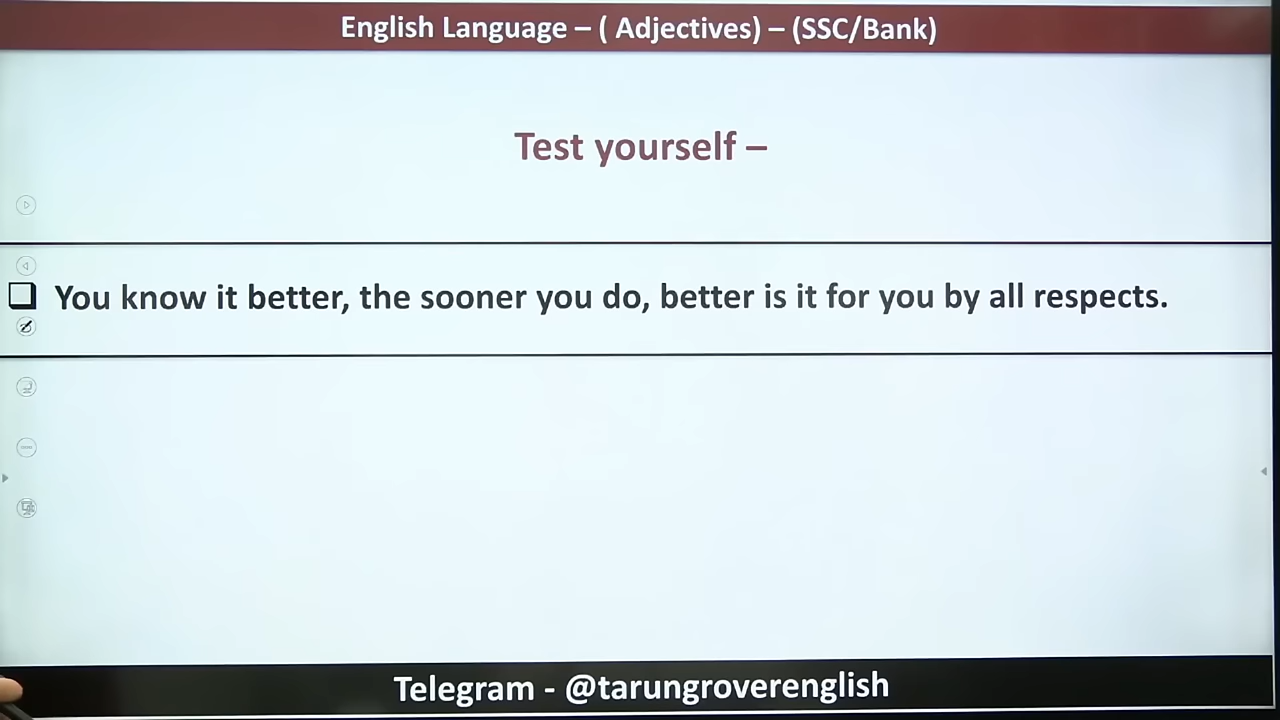 English Language – ( Adjectives) – (SSC/Bank)
Test yourself –
❑ You know it better, the sooner you do, better is it for you by all respects.
Telegram - @tarungroverenglish